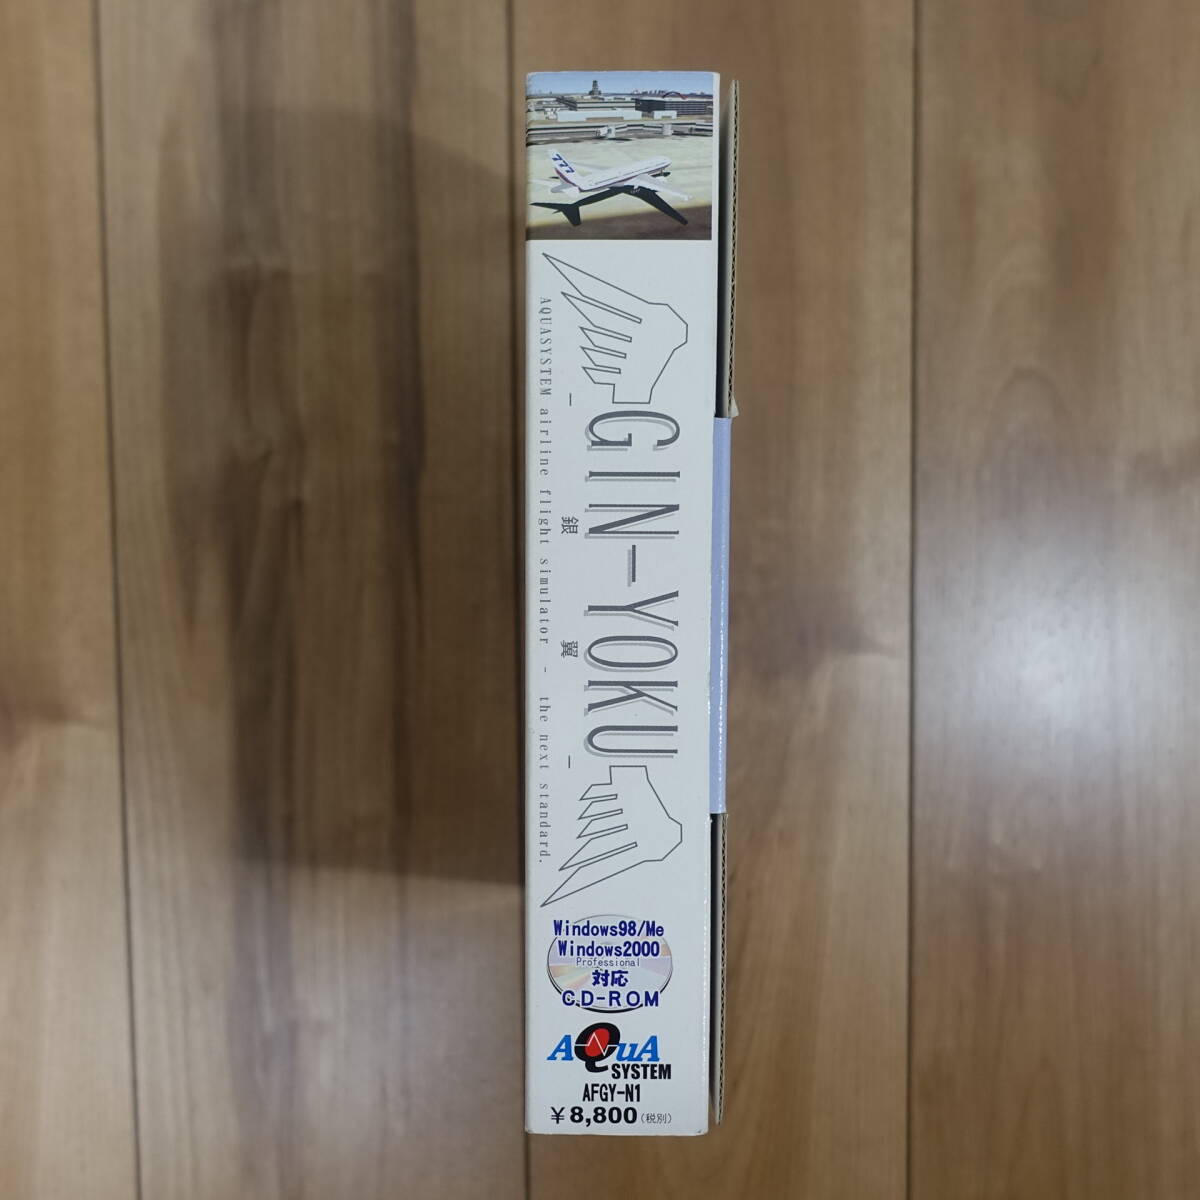 777
GIN-YOKU
－銀翼－
AQUASYSTEM airline flight simulator - the next standard.
Windows98/Me
Windows2000
Professional
対応
CD-ROM
AQUA
SYSTEM
AFGY-N1
￥8,800(税別)